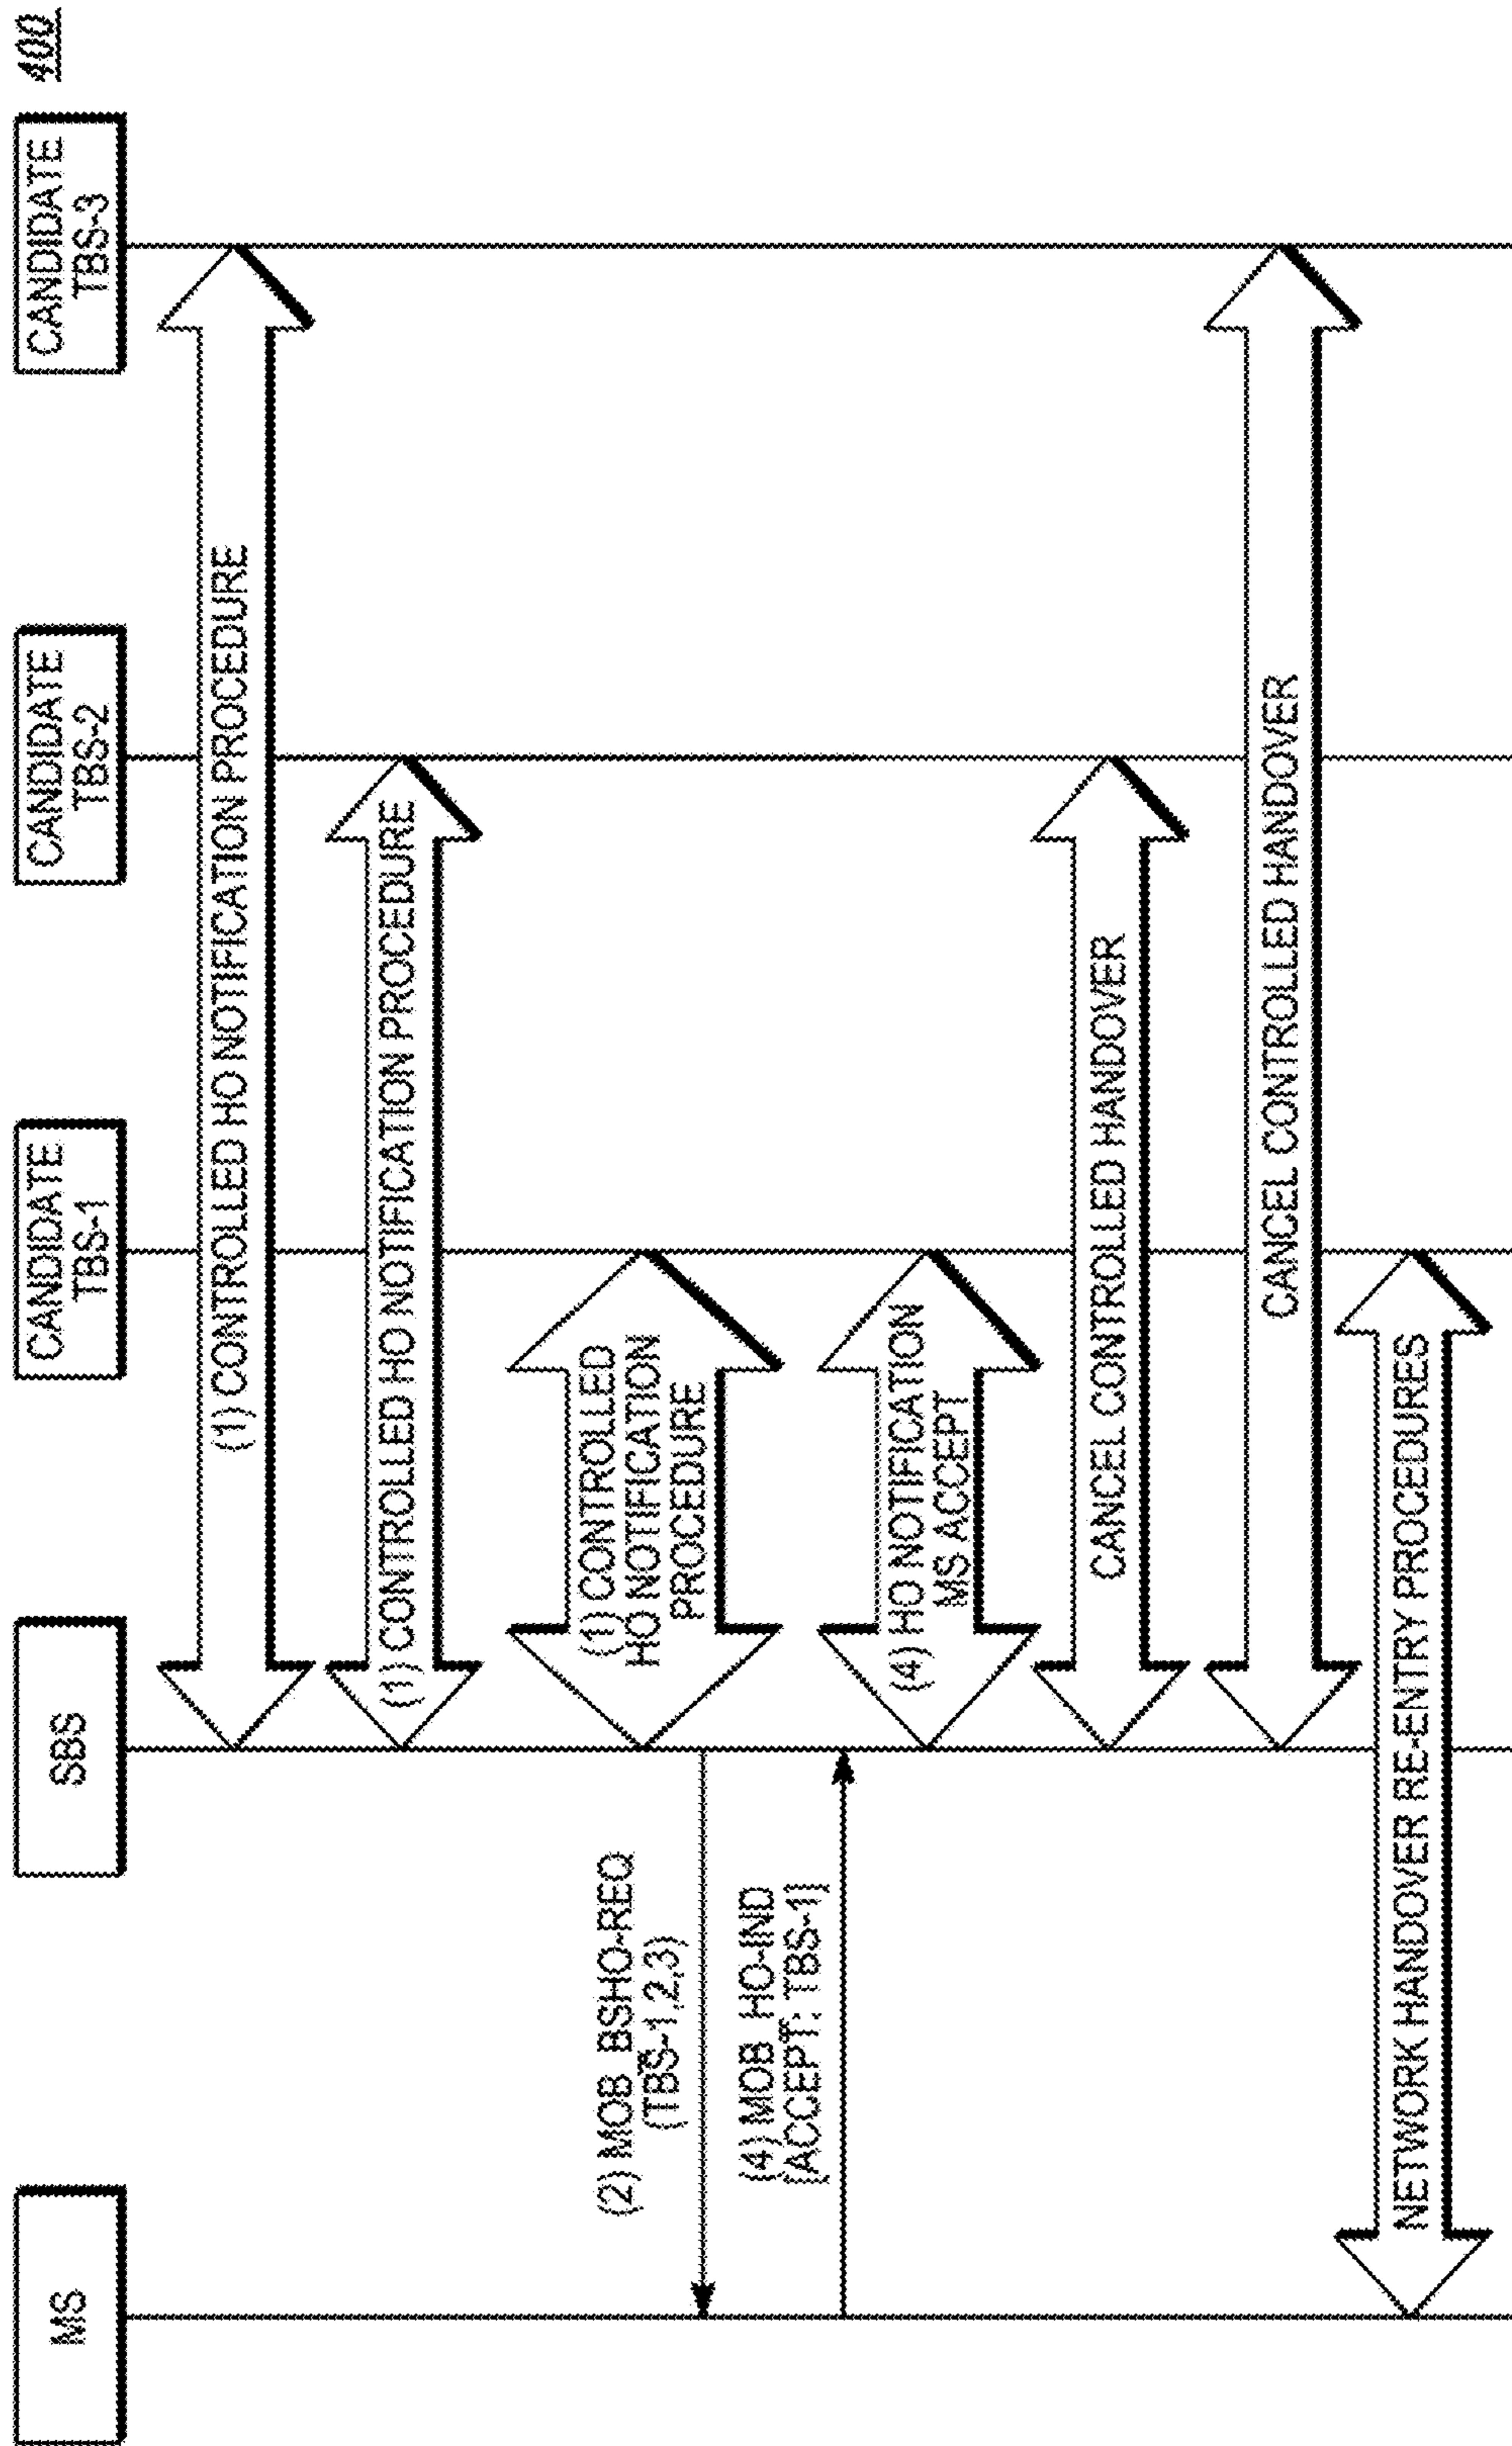 400
MS
SBS
CANDIDATE
TBS-1
CANDIDATE
TBS-2
CANDIDATE
TBS-3
(1) CONTROLLED HO NOTIFICATION PROCEDURE
(1) CONTROLLED HO NOTIFICATION PROCEDURE
(1) CONTROLLED
HO NOTIFICATION
PROCEDURE
(2) MOB_BSHO-REQ
(TBS-1,2,3)
(4) MOB_HO-IND
[ACCEPT: TBS-1]
(4) HO NOTIFICATION
MS ACCEPT
CANCEL CONTROLLED HANDOVER
CANCEL CONTROLLED HANDOVER
NETWORK HANDOVER RE-ENTRY PROCEDURES